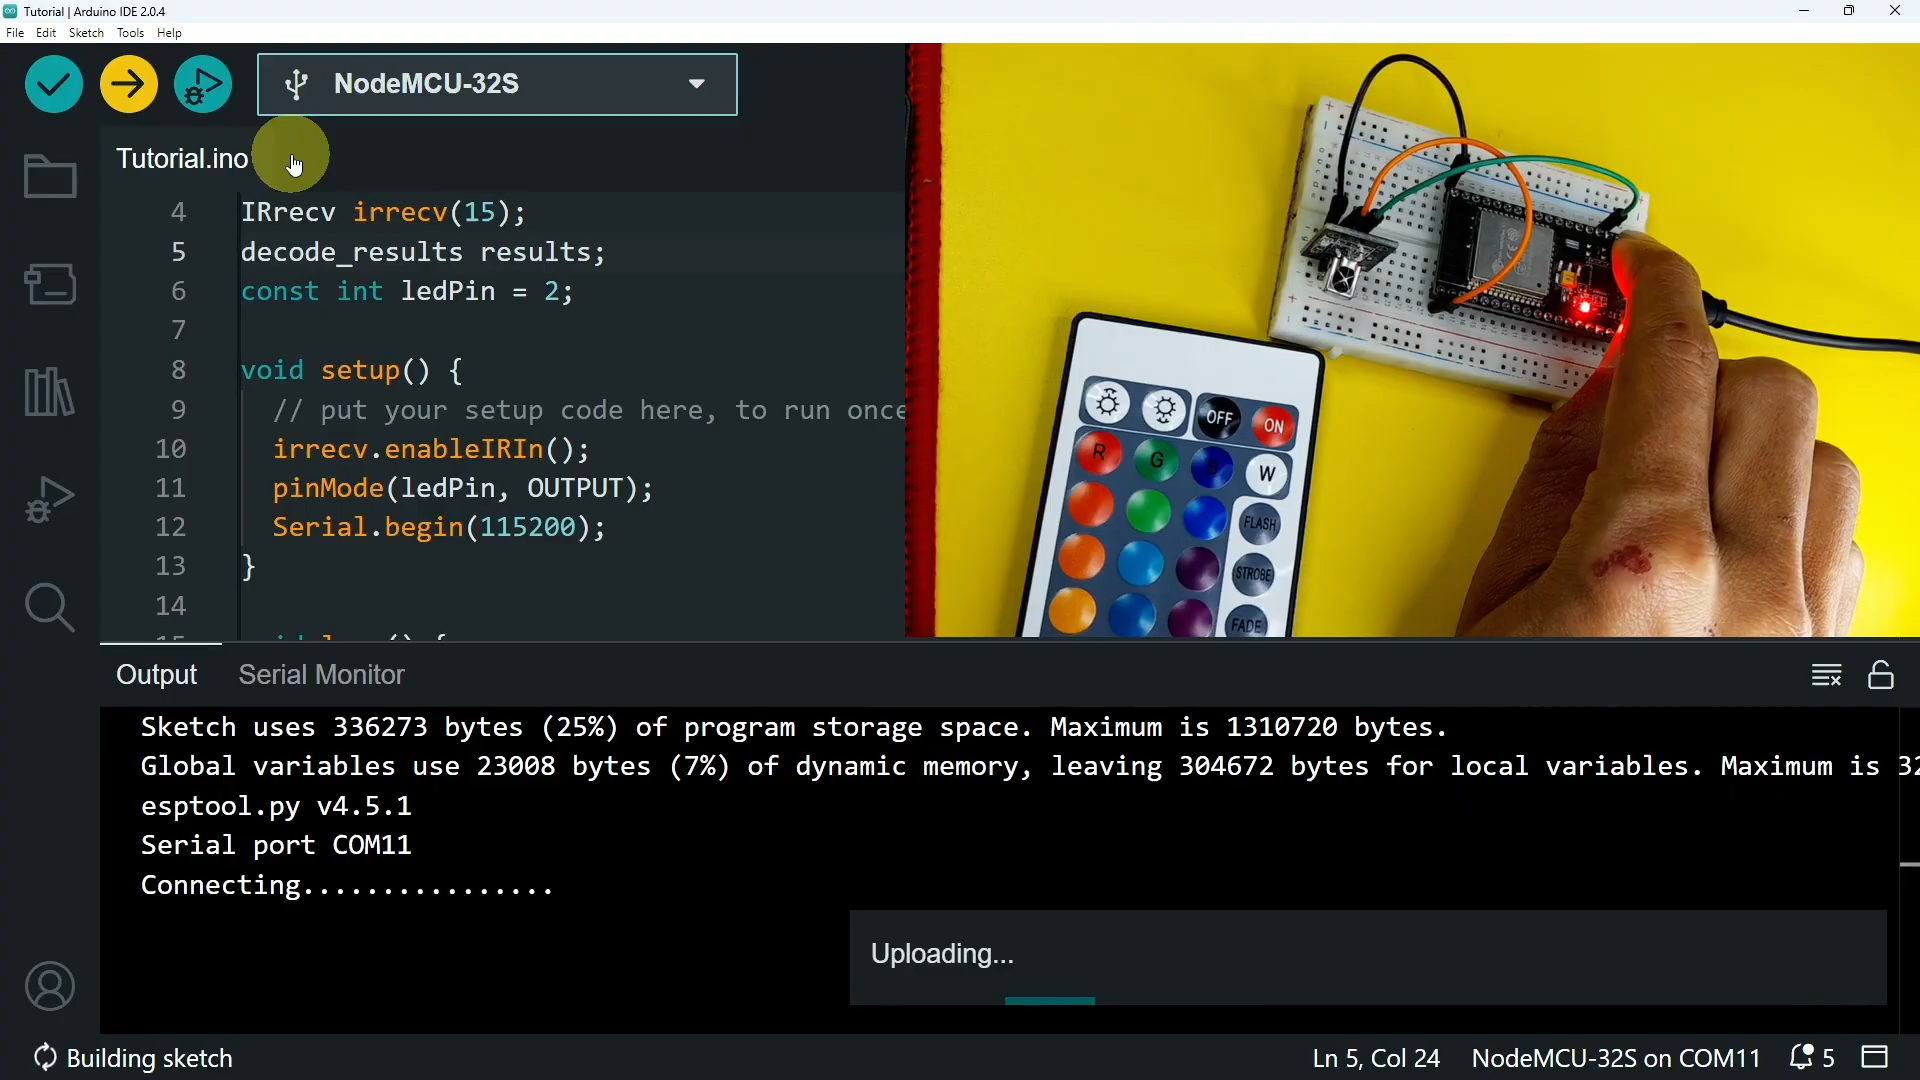 Tutorial | Arduino IDE 2.0.4
File Edit Sketch Tools Help
NodeMCU-32S
Tutorial.ino
4 IRrecv irrecv(15);
5 decode_results results;
6 const int ledPin = 2;
7
8 void setup() {
9 // put your setup code here, to run once
10 irrecv.enableIRIn();
11 pinMode(ledPin, OUTPUT);
12 Serial.begin(115200);
13 }
14
OFF ON
R G B W
FLASH
STROBE
FADE
Output Serial Monitor
Sketch uses 336273 bytes (25%) of program storage space. Maximum is 1310720 bytes.
Global variables use 23008 bytes (7%) of dynamic memory, leaving 304672 bytes for local variables. Maximum is 32
esptool.py v4.5.1
Serial port COM11
Connecting................
Uploading...
Building sketch
Ln 5, Col 24 NodeMCU-32S on COM11 5